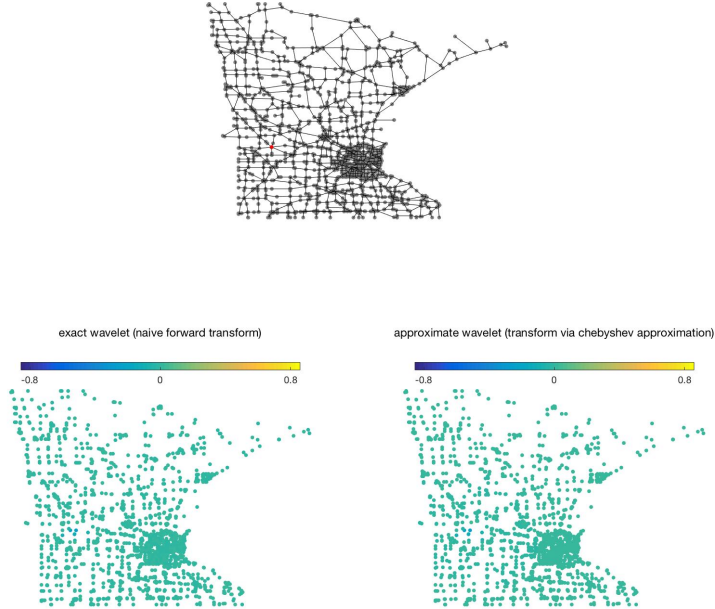 exact wavelet (naive forward transform)
-0.8 0 0.8
approximate wavelet (transform via chebyshev approximation)
-0.8 0 0.8